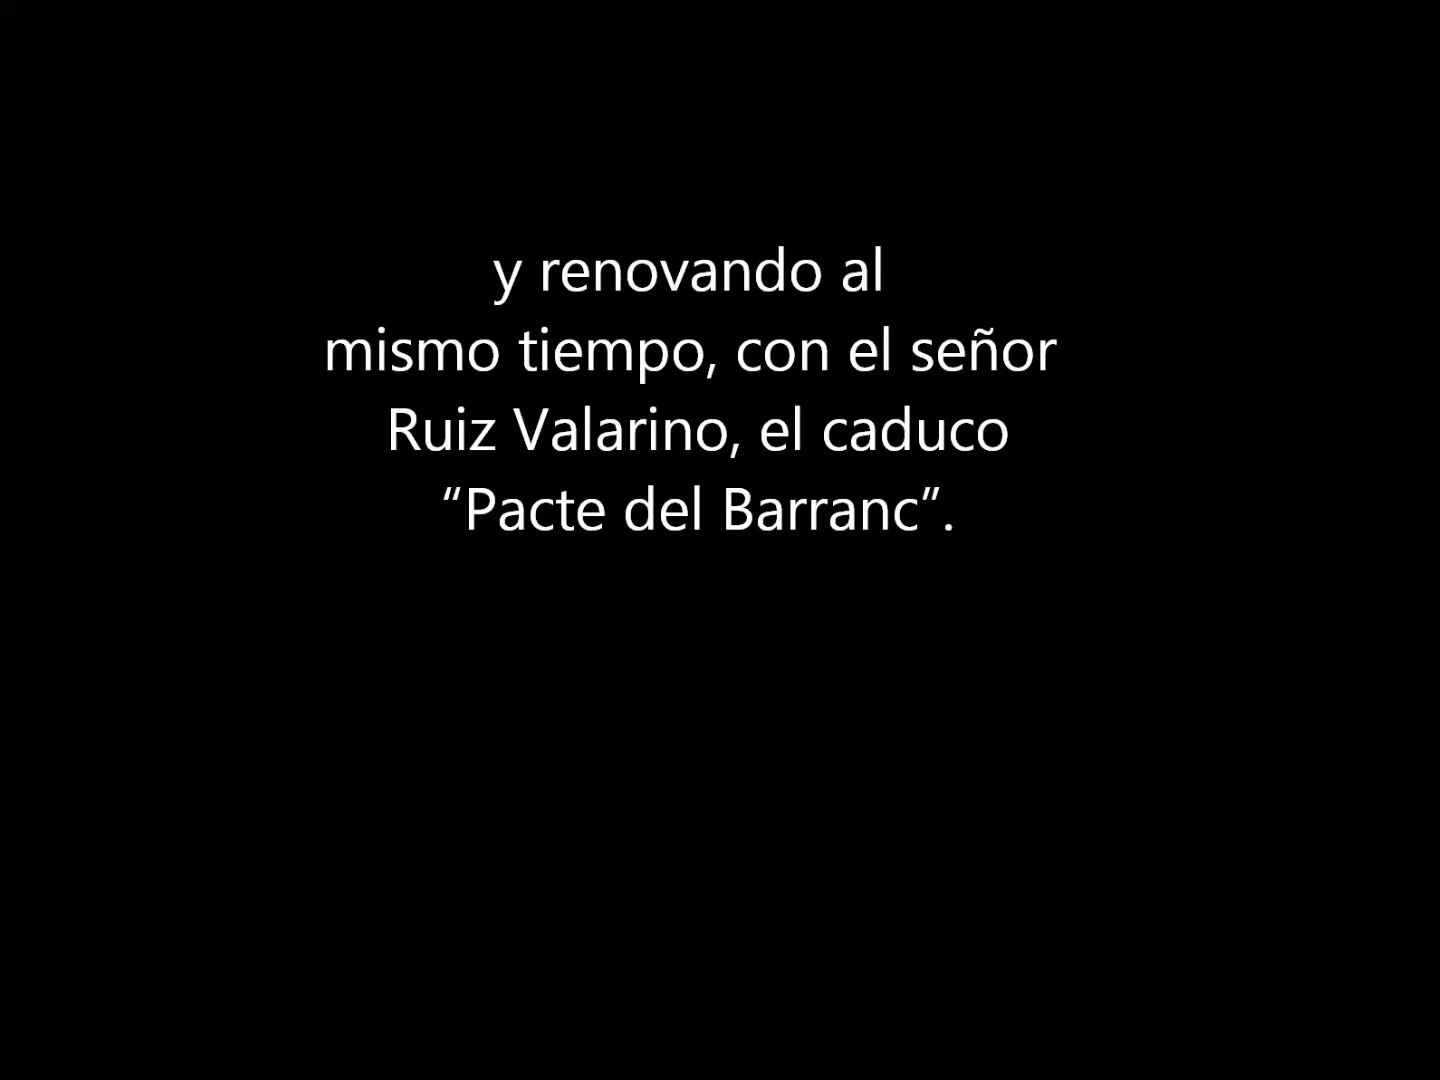 y renovando al
mismo tiempo, con el señor
Ruiz Valarino, el caduco
“Pacte del Barranc”.